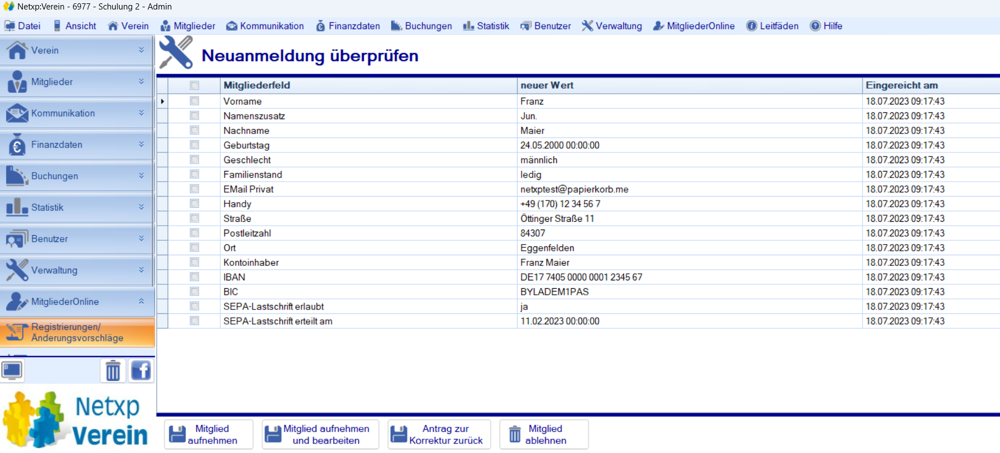 Netxp:Verein - 6977 - Schulung 2 - Admin
Datei Ansicht Verein Mitglieder Kommunikation Finanzdaten Buchungen Statistik Benutzer Verwaltung MitgliederOnline Leitfäden Hilfe
Verein
Mitglieder
Kommunikation
Finanzdaten
Buchungen
Statistik
Benutzer
Verwaltung
MitgliederOnline
Registrierungen/
Änderungsvorschläge
Netxp
Verein
Neuanmeldung überprüfen
Mitgliederfeld neuer Wert Eingereicht am
Vorname Franz 18.07.2023 09:17:43
Namenszusatz Jun. 18.07.2023 09:17:43
Nachname Maier 18.07.2023 09:17:43
Geburtstag 24.05.2000 00:00:00 18.07.2023 09:17:43
Geschlecht männlich 18.07.2023 09:17:43
Familienstand ledig 18.07.2023 09:17:43
EMail Privat netxptest@papierkorb.me 18.07.2023 09:17:43
Handy +49 (170) 12 34 56 7 18.07.2023 09:17:43
Straße Öttinger Straße 11 18.07.2023 09:17:43
Postleitzahl 84307 18.07.2023 09:17:43
Ort Eggenfelden 18.07.2023 09:17:43
Kontoinhaber Franz Maier 18.07.2023 09:17:43
IBAN DE17 7405 0000 0001 2345 67 18.07.2023 09:17:43
BIC BYLADEM1PAS 18.07.2023 09:17:43
SEPA-Lastschrift erlaubt ja 18.07.2023 09:17:43
SEPA-Lastschrift erteilt am 11.02.2023 00:00:00 18.07.2023 09:17:43
Mitglied
aufnehmen
Mitglied aufnehmen
und bearbeiten
Antrag zur
Korrektur zurück
Mitglied
ablehnen